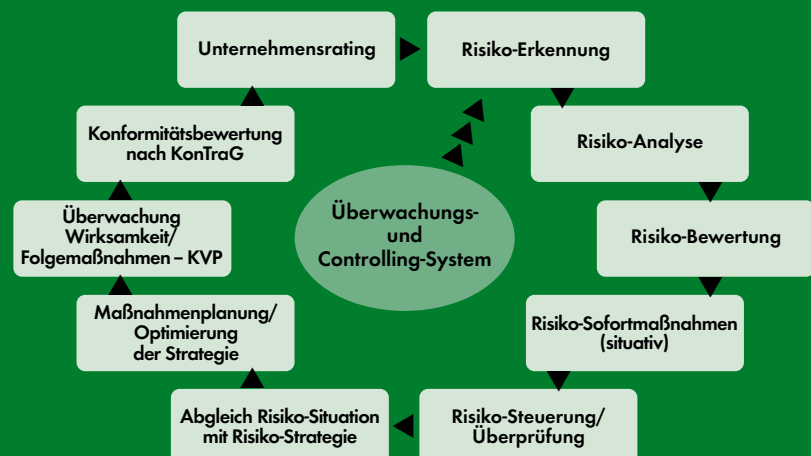 Unternehmensrating
Risiko-Erkennung
Konformitätsbewertung
nach KonTraG
Risiko-Analyse
Überwachungs-
und
Controlling-System
Überwachung
Wirksamkeit/
Folgemaßnahmen – KVP
Risiko-Bewertung
Maßnahmenplanung/
Optimierung
der Strategie
Risiko-Sofortmaßnahmen
(situativ)
Abgleich Risiko-Situation
mit Risiko-Strategie
Risiko-Steuerung/
Überprüfung